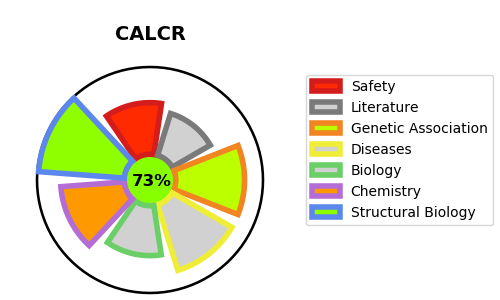 CALCR
73%
Safety
Literature
Genetic Association
Diseases
Biology
Chemistry
Structural Biology